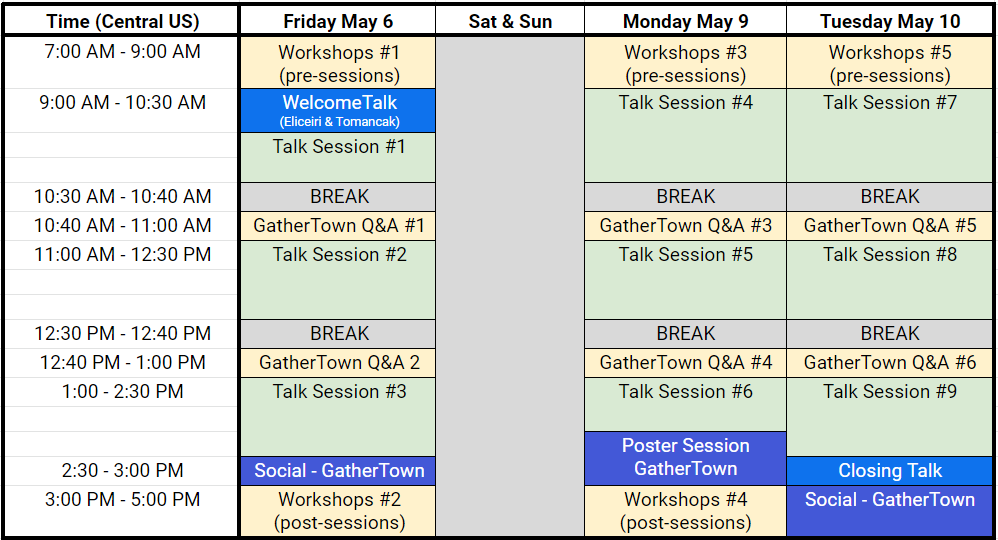 Time (Central US) Friday May 6 Sat & Sun Monday May 9 Tuesday May 10
7:00 AM - 9:00 AM Workshops #1 Workshops #3 Workshops #5
(pre-sessions) (pre-sessions) (pre-sessions)
9:00 AM - 10:30 AM WelcomeTalk Talk Session #4 Talk Session #7
(Eliceiri & Tomancak)
Talk Session #1
10:30 AM - 10:40 AM BREAK BREAK BREAK
10:40 AM - 11:00 AM GatherTown Q&A #1 GatherTown Q&A #3 GatherTown Q&A #5
11:00 AM - 12:30 PM Talk Session #2 Talk Session #5 Talk Session #8
12:30 PM - 12:40 PM BREAK BREAK BREAK
12:40 PM - 1:00 PM GatherTown Q&A 2 GatherTown Q&A #4 GatherTown Q&A #6
1:00 - 2:30 PM Talk Session #3 Talk Session #6 Talk Session #9
Poster Session
2:30 - 3:00 PM Social - GatherTown GatherTown Closing Talk
3:00 PM - 5:00 PM Workshops #2 Workshops #4 Social - GatherTown
(post-sessions) (post-sessions)